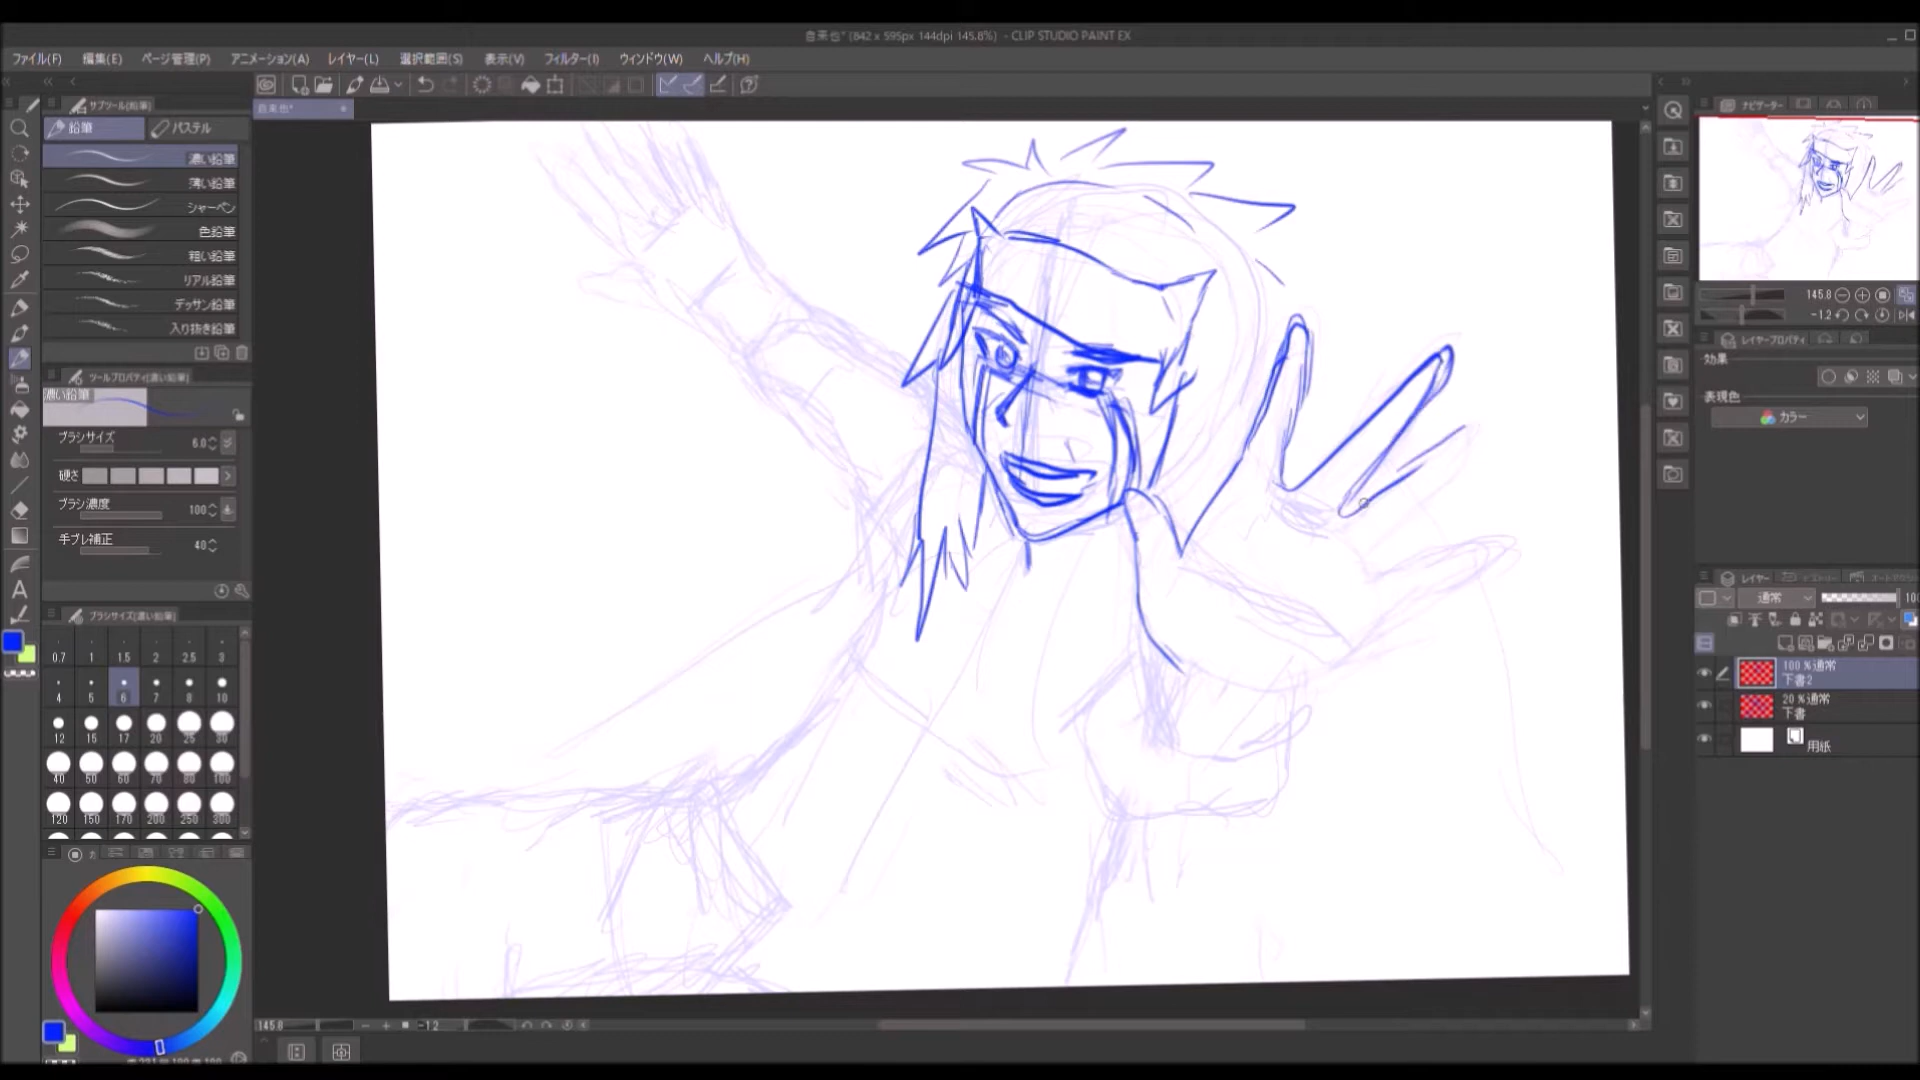 自来也* (842 x 595px 144dpi 145.8%) - CLIP STUDIO PAINT EX
ファイル(F) 編集(E) ページ管理(P) アニメーション(A) レイヤー(L) 選択範囲(S) 表示(V) フィルター(I) ウィンドウ(W) ヘルプ(H)
サブツール[鉛筆]
自来也*
ナビゲーター
鉛筆 パステル
濃い鉛筆
薄い鉛筆
シャーペン
色鉛筆
粗い鉛筆
リアル鉛筆
デッサン鉛筆
入り抜き鉛筆
145.8
-1.2
レイヤープロパティ
効果
表現色
カラー
ツールプロパティ[濃い鉛筆]
濃い鉛筆
ブラシサイズ 6.0
硬さ
ブラシ濃度 100
手ブレ補正 40
レイヤー
通常 100
ブラシサイズ[濃い鉛筆]
0.7 1 1.5 2 2.5 3
4 5 6 7 8 10
12 15 17 20 25 30
40 50 60 70 80 100
120 150 170 200 250 300
100 %通常
下書2
20 %通常
下書
用紙
145.8 -1.2